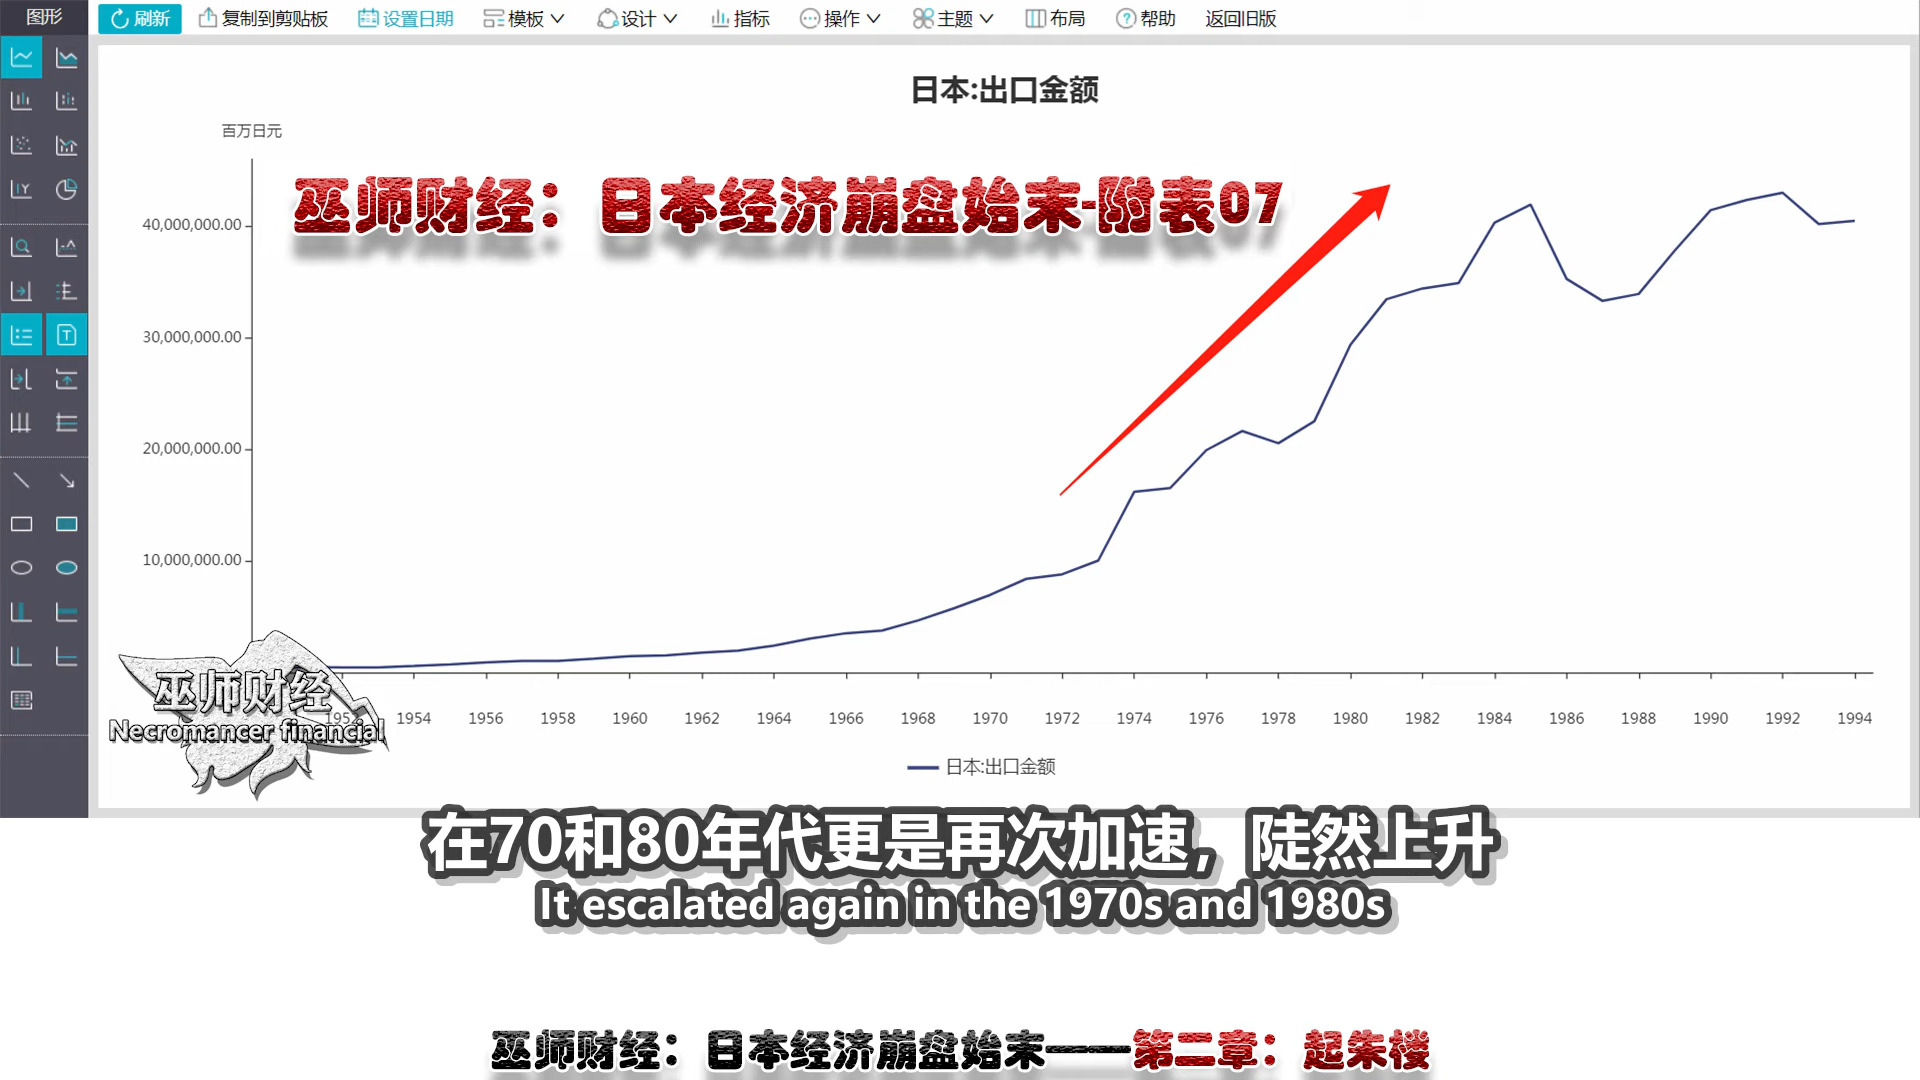 图形 刷新 复制到剪贴板 设置日期 模板 设计 指标 操作 主题 布局 帮助 返回旧版
日本:出口金额
百万日元
巫师财经：日本经济崩盘始末-附表07
40,000,000.00
30,000,000.00
20,000,000.00
10,000,000.00
巫师财经
Necromancer financial
1952 1954 1956 1958 1960 1962 1964 1966 1968 1970 1972 1974 1976 1978 1980 1982 1984 1986 1988 1990 1992 1994
日本:出口金额
在70和80年代更是再次加速，陡然上升
It escalated again in the 1970s and 1980s
巫师财经：日本经济崩盘始末——第二章：起朱楼